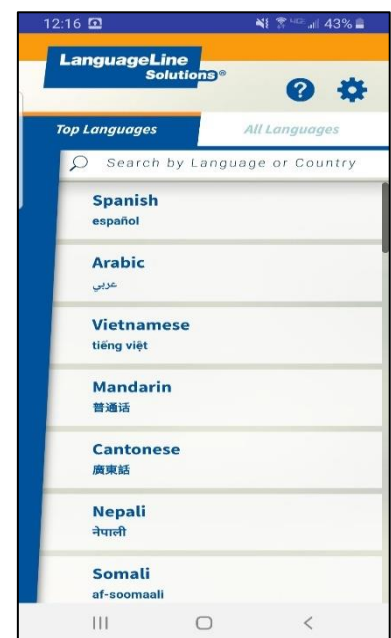 12:16 43%
LanguageLine
Solutions®
Top Languages All Languages
Search by Language or Country
Spanish
español
Arabic
عربي
Vietnamese
tiếng việt
Mandarin
普通话
Cantonese
廣東話
Nepali
नेपाली
Somali
af-soomaali